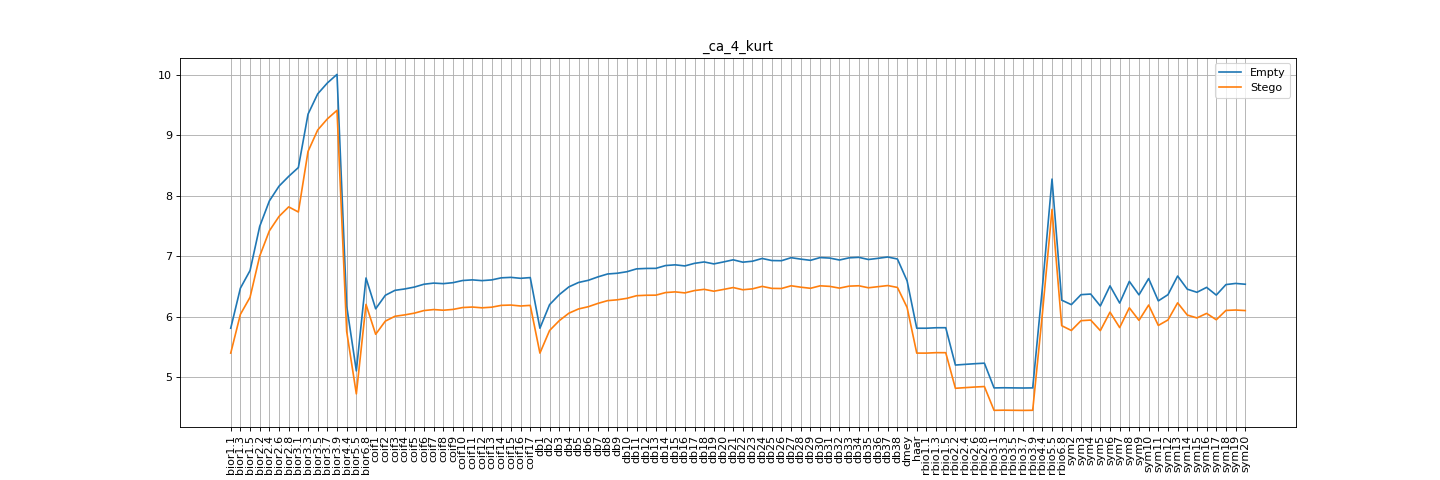 _ca_4_kurt
10
9
8
7
6
5
Empty
Stego
bior1.1
bior1.3
bior1.5
bior2.2
bior2.4
bior2.6
bior2.8
bior3.1
bior3.3
bior3.5
bior3.7
bior3.9
bior4.4
bior5.5
bior6.8
coif1
coif2
coif3
coif4
coif5
coif6
coif7
coif8
coif9
coif10
coif11
coif12
coif13
coif14
coif15
coif16
coif17
db1
db2
db3
db4
db5
db6
db7
db8
db9
db10
db11
db12
db13
db14
db15
db16
db17
db18
db19
db20
db21
db22
db23
db24
db25
db26
db27
db28
db29
db30
db31
db32
db33
db34
db35
db36
db37
db38
dmey
haar
rbio1.1
rbio1.3
rbio1.5
rbio2.2
rbio2.4
rbio2.6
rbio2.8
rbio3.1
rbio3.3
rbio3.5
rbio3.7
rbio3.9
rbio4.4
rbio5.5
rbio6.8
sym2
sym3
sym4
sym5
sym6
sym7
sym8
sym9
sym10
sym11
sym12
sym13
sym14
sym15
sym16
sym17
sym18
sym19
sym20